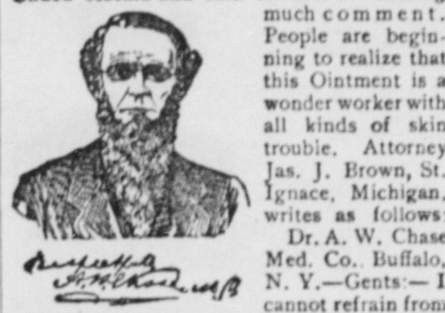 much comment.
People are begin-
ning to realize that
this Ointment is a
wonder worker with
all kinds of skin
trouble. Attorney
Jas. J. Brown, St.
Ignace, Michigan,
writes as follows:
Dr. A. W. Chase
Med. Co., Buffalo,
N. Y.—Gents:— I
cannot refrain from
A. W. Chase M.D.